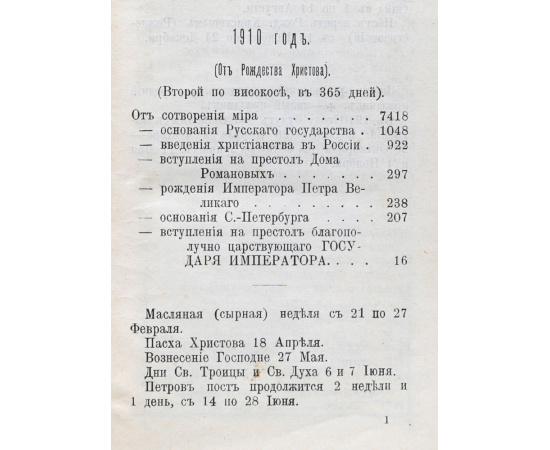 1910 годъ.
(Отъ Рождества Христова).
(Второй по високосѣ, въ 365 дней).
Отъ сотворенія міра . . . . . . . 7418
— основанія Русскаго государства . 1048
— введенія христіанства въ Россіи . 922
— вступленія на престолъ Дома
Романовыхъ . . . . . . 297
— рожденія Императора Петра Ве-
ликаго . . . . . . . . 238
— основанія С.-Петербурга . . . . 207
— вступленія на престолъ благопо-
лучно царствующаго ГОСУ-
ДАРЯ ИМПЕРАТОРА. . . . 16
Масляная (сырная) недѣля съ 21 по 27
Февраля.
Пасха Христова 18 Апрѣля.
Вознесеніе Господне 27 Мая.
Дни Св. Троицы и Св. Духа 6 и 7 Іюня.
Петровъ постъ продолжится 2 недѣли и
1 день, съ 14 по 28 Іюня.
1